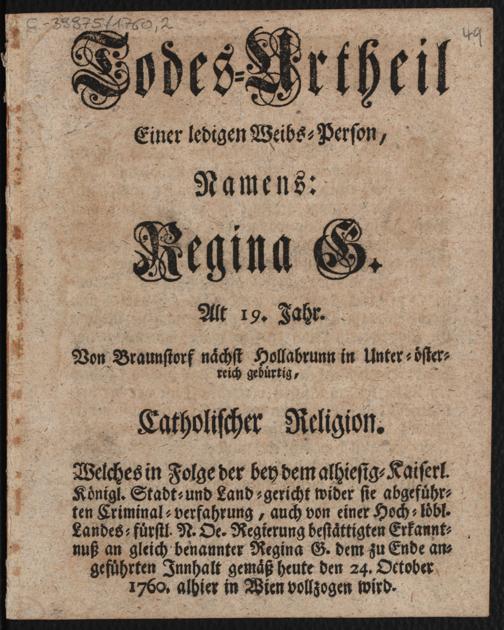 E.-39875/1760,2
49
Todes-Urtheil
Einer ledigen Weibs-Person,
Namens:
Regina G.
Alt 19. Jahr.
Von Braunstorf nächst Hollabrunn in Unter-öster-
reich gebürtig,
Catholischer Religion.
Welches in Folge der bey dem alhiesig-Kaiserl.
Königl. Stadt-und Land-gericht wider sie abgeführ-
ten Criminal-verfahrung, auch von einer Hoch-löbl.
Landes-fürstl. N. Oe. Regierung bestättigten Erkannt-
nuß an gleich benannter Regina G. dem zu Ende an-
geführten Innhalt gemäß heute den 24. October
1760. alhier in Wien vollzogen wird.